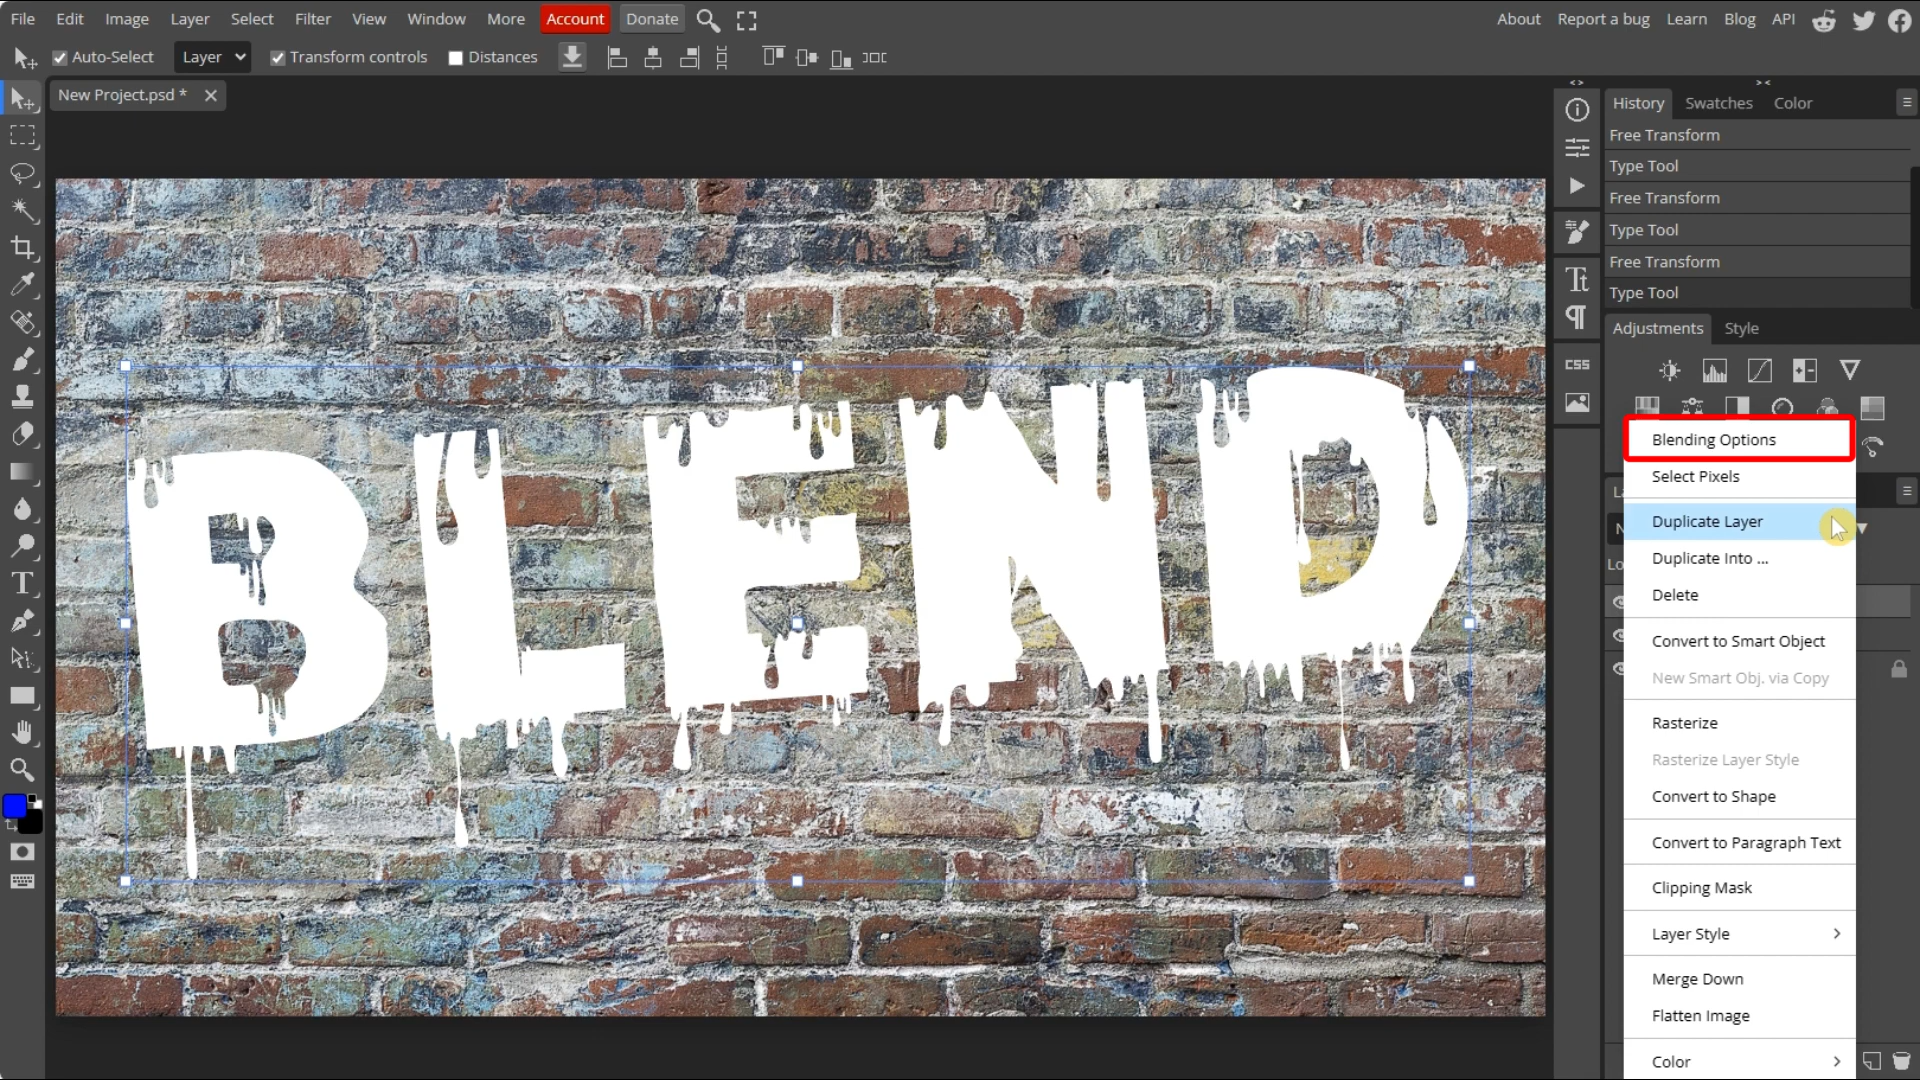 File Edit Image Layer Select Filter View Window More Account Donate About Report a bug Learn Blog API
Auto-Select Layer Transform controls Distances
New Project.psd *
History Swatches Color
Free Transform
Type Tool
Free Transform
Type Tool
Free Transform
Type Tool
Adjustments Style
CSS
BLEND
Blending Options
Select Pixels
Duplicate Layer
Duplicate Into ...
Delete
Convert to Smart Object
New Smart Obj. via Copy
Rasterize
Rasterize Layer Style
Convert to Shape
Convert to Paragraph Text
Clipping Mask
Layer Style
Merge Down
Flatten Image
Color